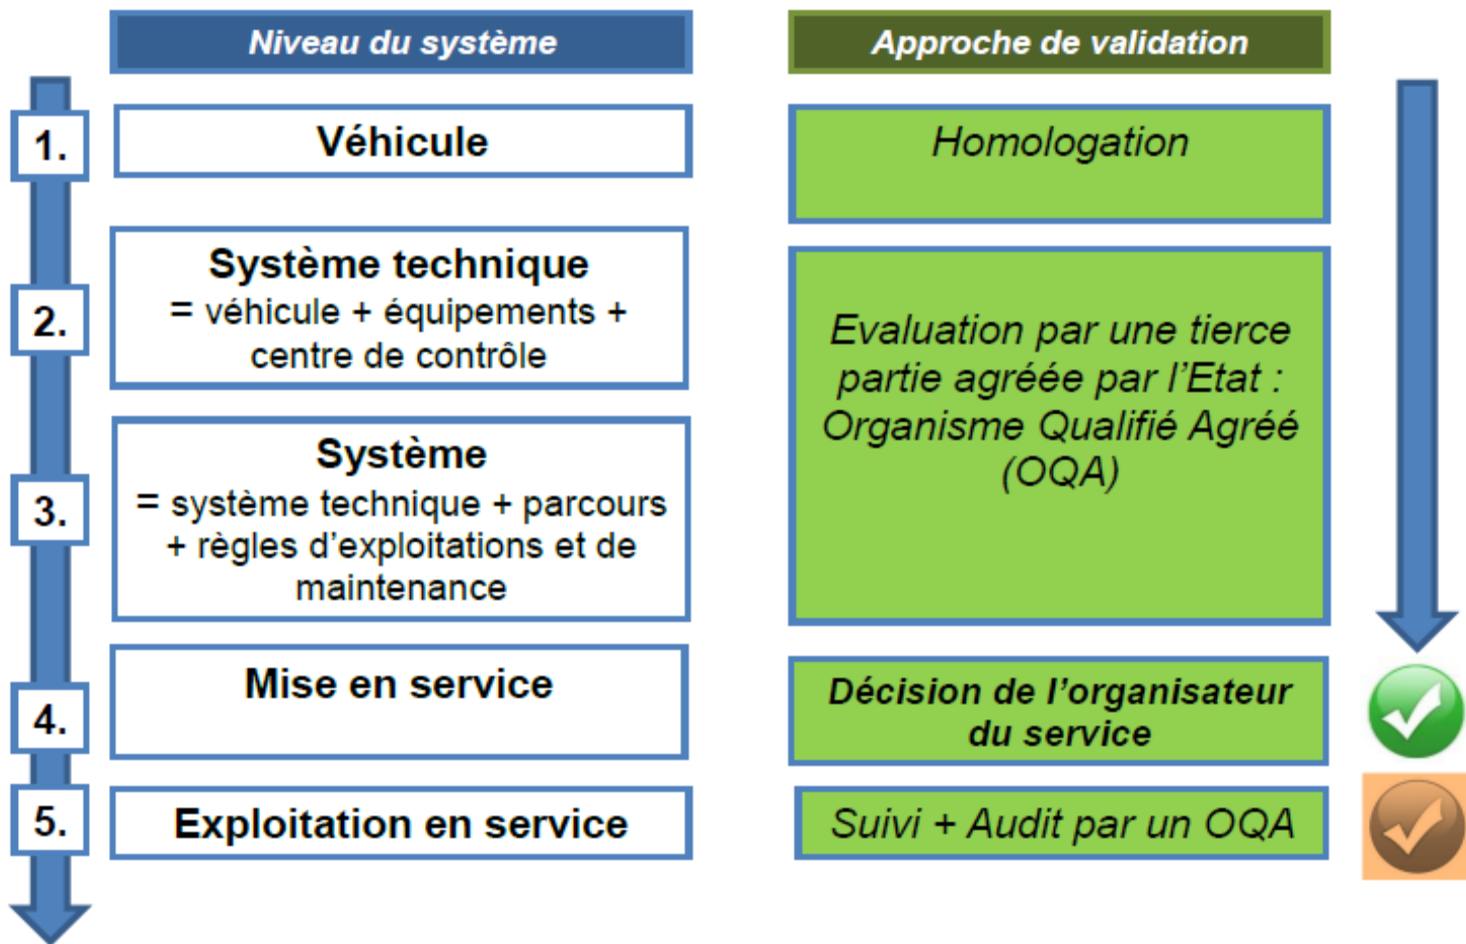 Niveau du système
Approche de validation
1.
Véhicule
Homologation
2.
Système technique
= véhicule + équipements +
centre de contrôle
Evaluation par une tierce
partie agréée par l'Etat :
Organisme Qualifié Agréé
(OQA)
3.
Système
= système technique + parcours
+ règles d'exploitations et de
maintenance
4.
Mise en service
Décision de l'organisateur
du service
5.
Exploitation en service
Suivi + Audit par un OQA